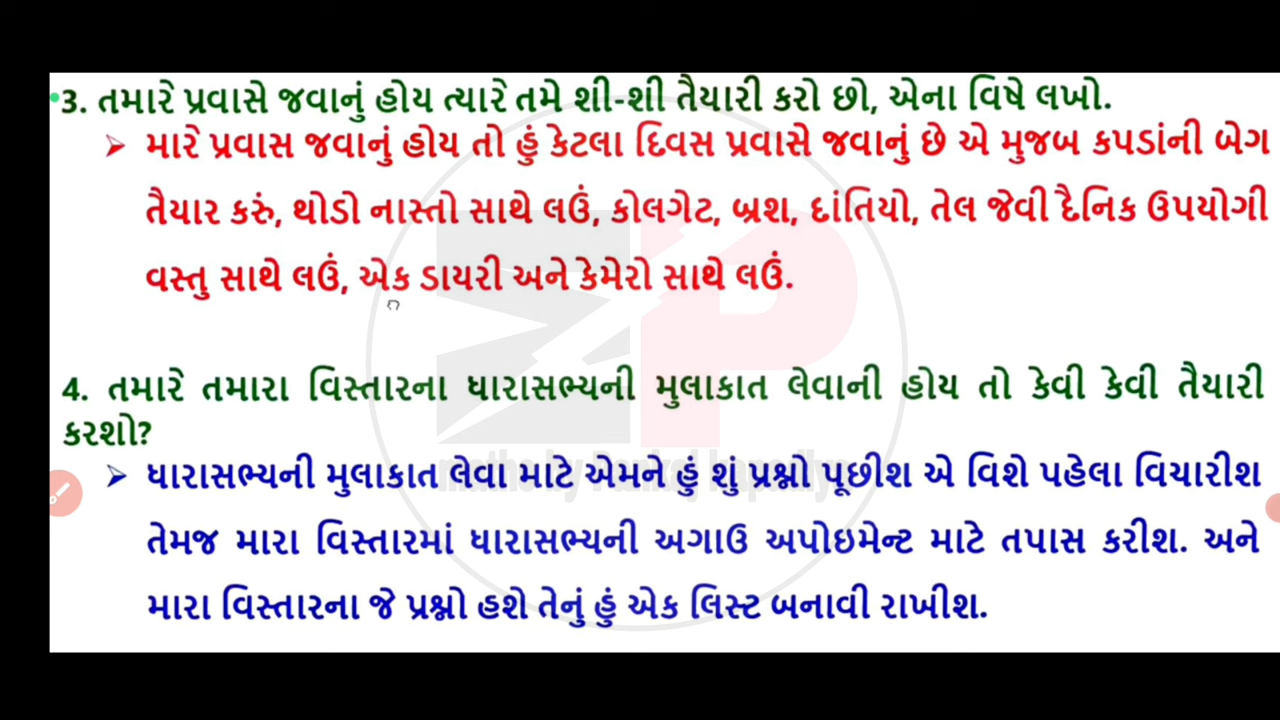 3. તમારે પ્રવાસે જવાનું હોય ત્યારે તમે શી-શી તૈયારી કરો છો, એના વિષે લખો.
➢ મારે પ્રવાસ જવાનું હોય તો હું કેટલા દિવસ પ્રવાસે જવાનું છે એ મુજબ કપડાંની બેગ
તૈયાર કરું, થોડો નાસ્તો સાથે લઉં, કોલગેટ, બ્રશ, દાંતિયો, તેલ જેવી દૈનિક ઉપયોગી
વસ્તુ સાથે લઉં, એક ડાયરી અને કેમેરો સાથે લઉં.
4. તમારે તમારા વિસ્તારના ધારાસભ્યની મુલાકાત લેવાની હોય તો કેવી કેવી તૈયારી
કરશો?
➢ ધારાસભ્યની મુલાકાત લેવા માટે એમને હું શું પ્રશ્નો પૂછીશ એ વિશે પહેલા વિચારીશ
તેમજ મારા વિસ્તારમાં ધારાસભ્યની અગાઉ અપોઇમેન્ટ માટે તપાસ કરીશ. અને
મારા વિસ્તારના જે પ્રશ્નો હશે તેનું હું એક લિસ્ટ બનાવી રાખીશ.